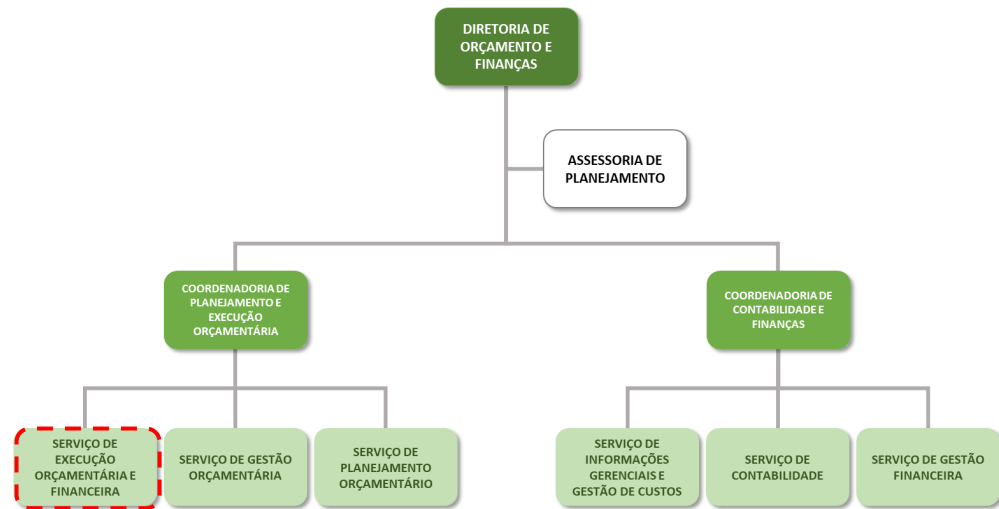 DIRETORIA DE
ORÇAMENTO E
FINANÇAS
ASSESSORIA DE
PLANEJAMENTO
COORDENADORIA DE
PLANEJAMENTO E
EXECUÇÃO
ORÇAMENTÁRIA
COORDENADORIA DE
CONTABILIDADE E
FINANÇAS
SERVIÇO DE
EXECUÇÃO
ORÇAMENTÁRIA E
FINANCEIRA
SERVIÇO DE GESTÃO
ORÇAMENTÁRIA
SERVIÇO DE
PLANEJAMENTO
ORÇAMENTÁRIO
SERVIÇO DE
INFORMAÇÕES
GERENCIAIS E
GESTÃO DE CUSTOS
SERVIÇO DE
CONTABILIDADE
SERVIÇO DE GESTÃO
FINANCEIRA